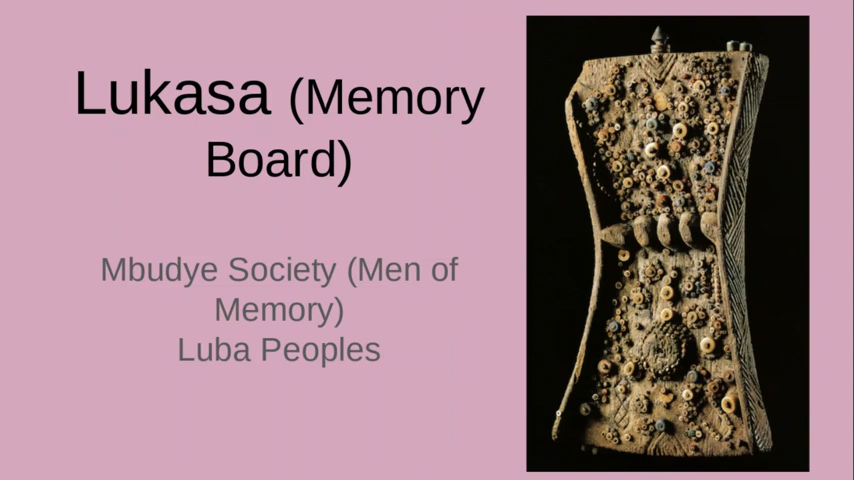 Lukasa (Memory
Board)
Mbudye Society (Men of
Memory)
Luba Peoples